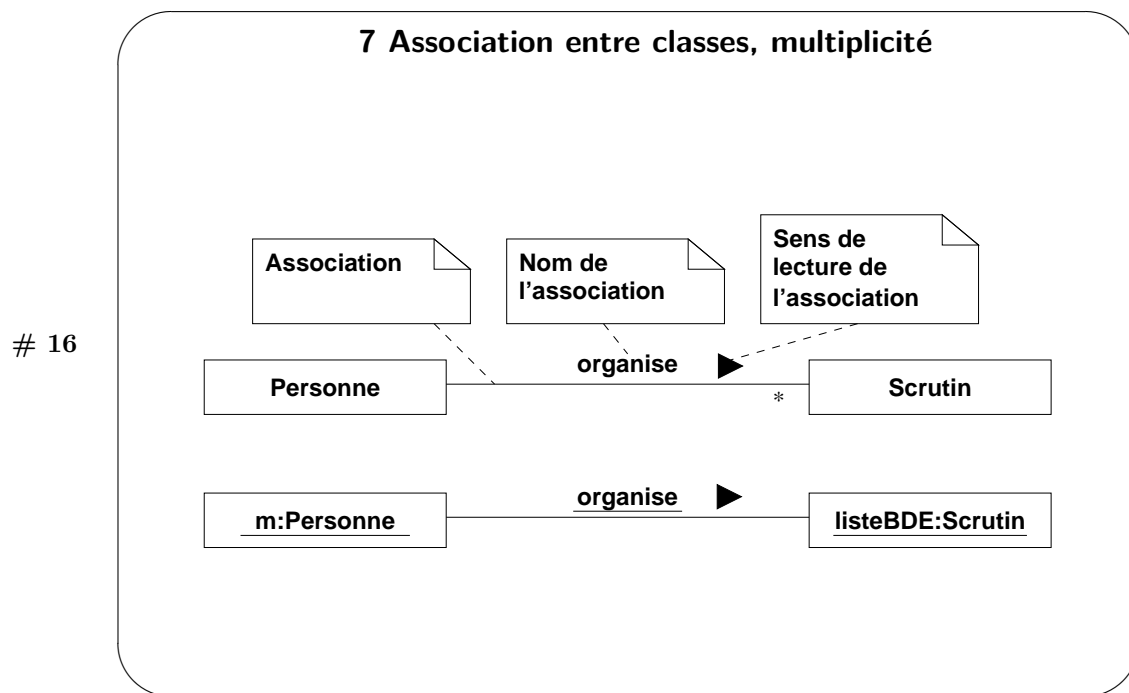 7 Association entre classes, multiplicité
Association
Nom de
l'association
Sens de
lecture de
l'association
# 16
organise
Personne
*
Scrutin
organise
m:Personne
listeBDE:Scrutin